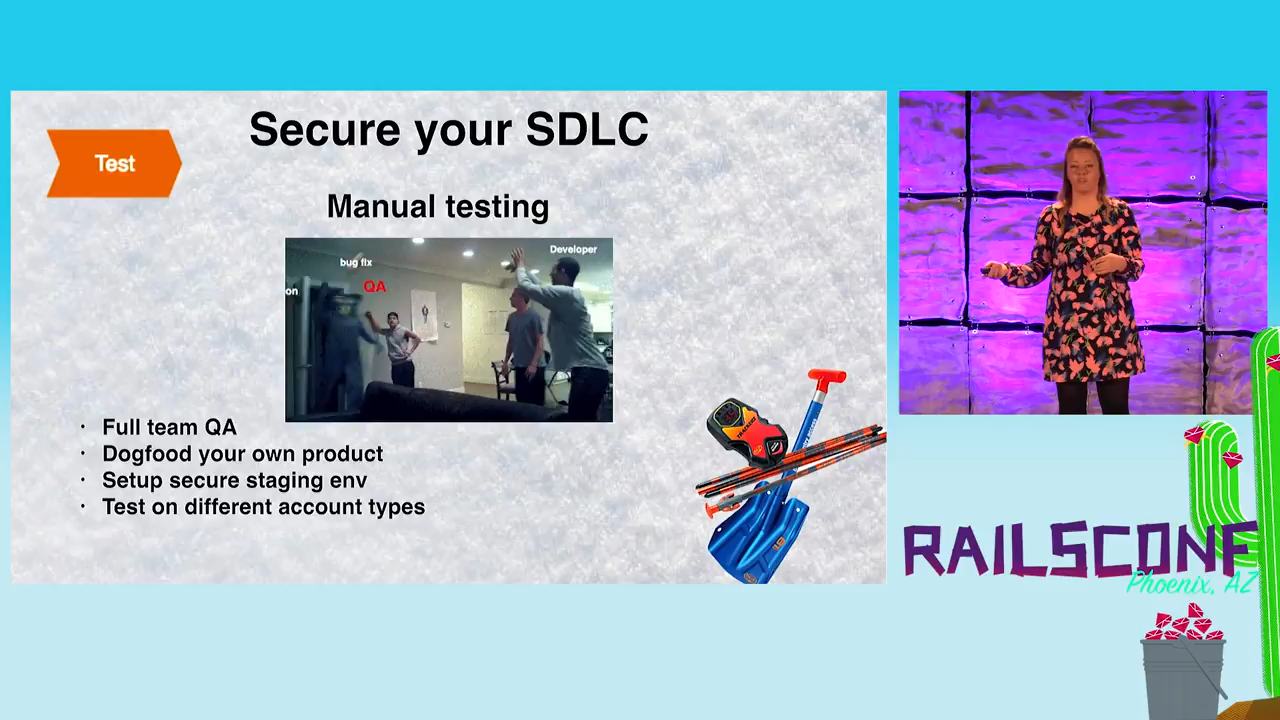 Secure your SDLC
Test
Manual testing
Developer
bug fix
QA
on
· Full team QA
· Dogfood your own product
· Setup secure staging env
· Test on different account types
RAILSCONF
Phoenix, AZ